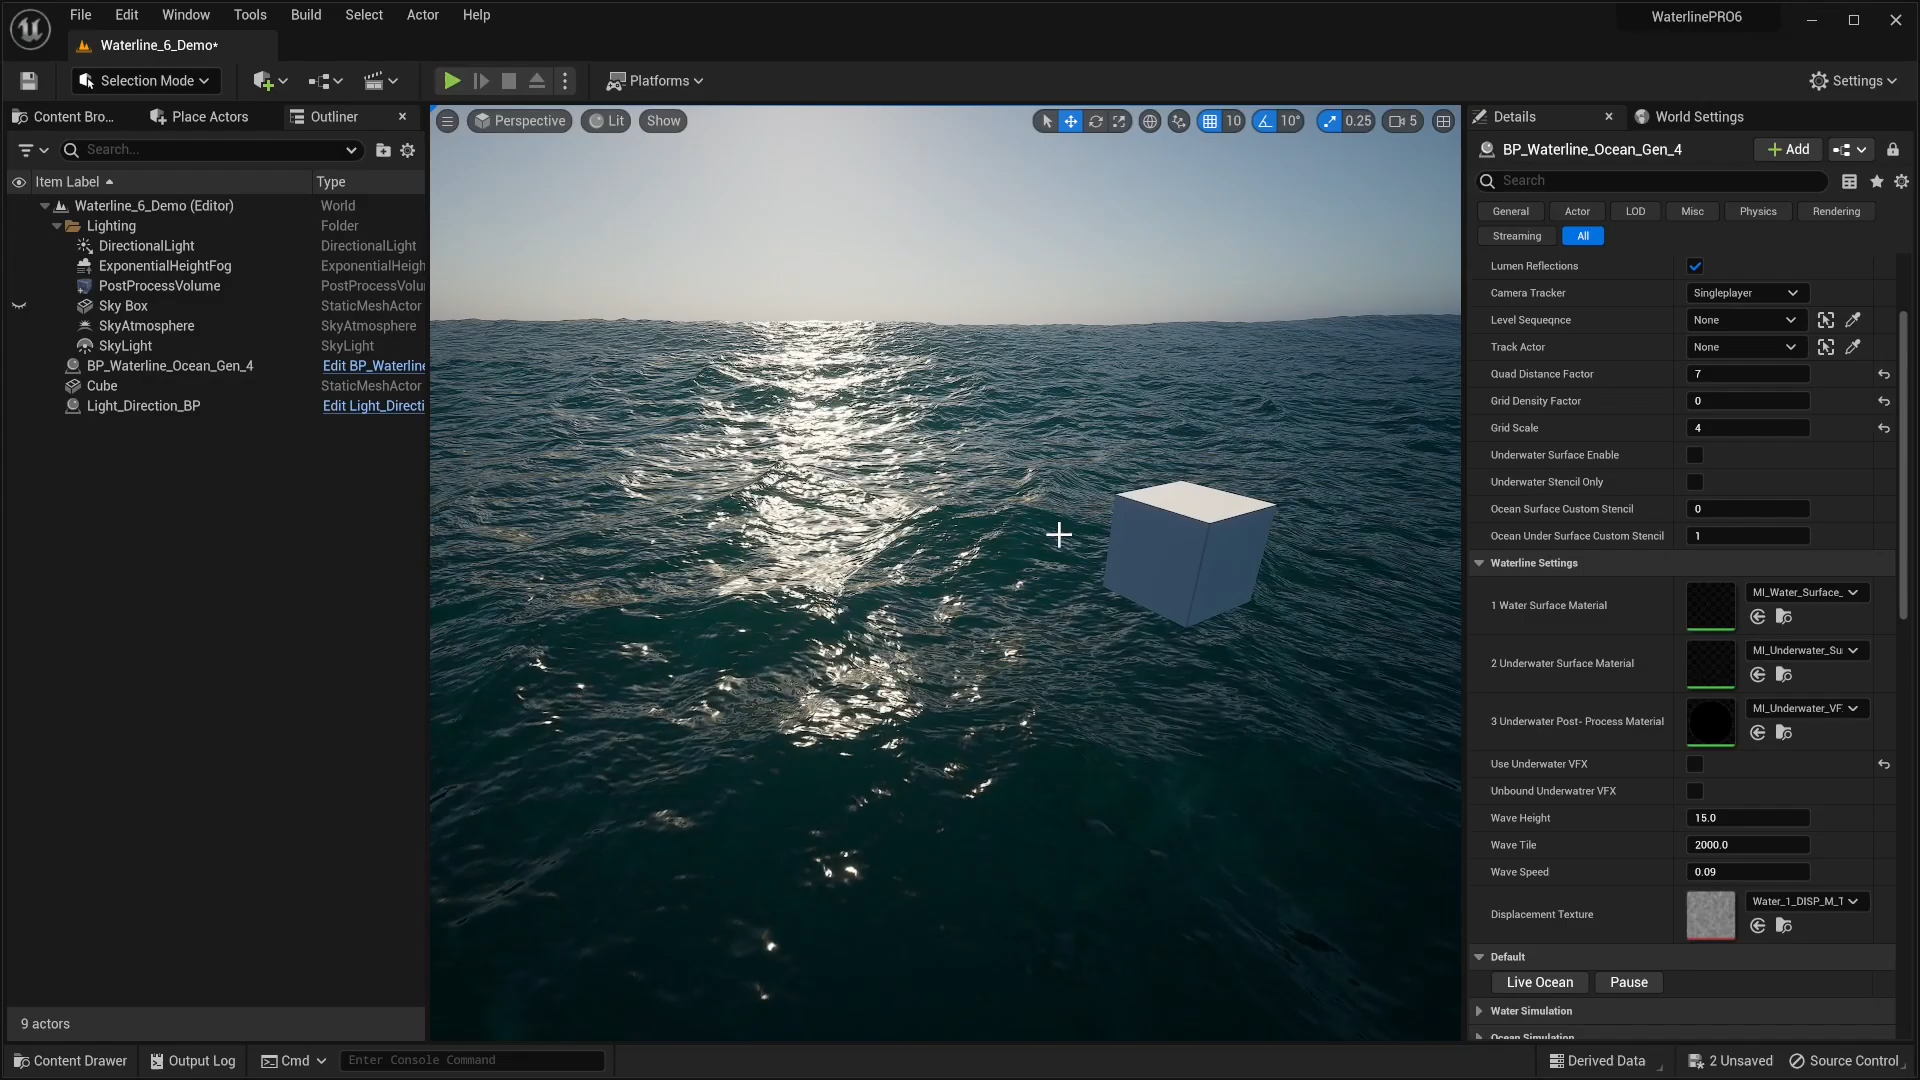 File Edit Window Tools Build Select Actor Help
WaterlinePRO6
Waterline_6_Demo*
Selection Mode
Platforms
Settings
Content Bro...
Place Actors
Outliner
Search...
Item Label
Type
Waterline_6_Demo (Editor) World
Lighting Folder
DirectionalLight DirectionalLight
ExponentialHeightFog ExponentialHeigh
PostProcessVolume PostProcessVolu
Sky Box StaticMeshActor
SkyAtmosphere SkyAtmosphere
SkyLight SkyLight
BP_Waterline_Ocean_Gen_4 Edit BP_Waterline
Cube StaticMeshActor
Light_Direction_BP Edit Light_Directi
9 actors
Perspective Lit Show
10 10° 0.25 5
Details
World Settings
BP_Waterline_Ocean_Gen_4
Add
Search
General Actor LOD Misc Physics Rendering
Streaming All
Lumen Reflections
Camera Tracker Singleplayer
Level Sequeqnce None
Track Actor None
Quad Distance Factor 7
Grid Density Factor 0
Grid Scale 4
Underwater Surface Enable
Underwater Stencil Only
Ocean Surface Custom Stencil 0
Ocean Under Surface Custom Stencil 1
Waterline Settings
1 Water Surface Material MI_Water_Surface_
2 Underwater Surface Material MI_Underwater_Su
3 Underwater Post- Process Material MI_Underwater_VF
Use Underwater VFX
Unbound Underwatrer VFX
Wave Height 15.0
Wave Tile 2000.0
Wave Speed 0.09
Displacement Texture Water_1_DISP_M_T
Default
Live Ocean Pause
Water Simulation
Ocean Simulation
Content Drawer Output Log Cmd Enter Console Command
Derived Data 2 Unsaved Source Control